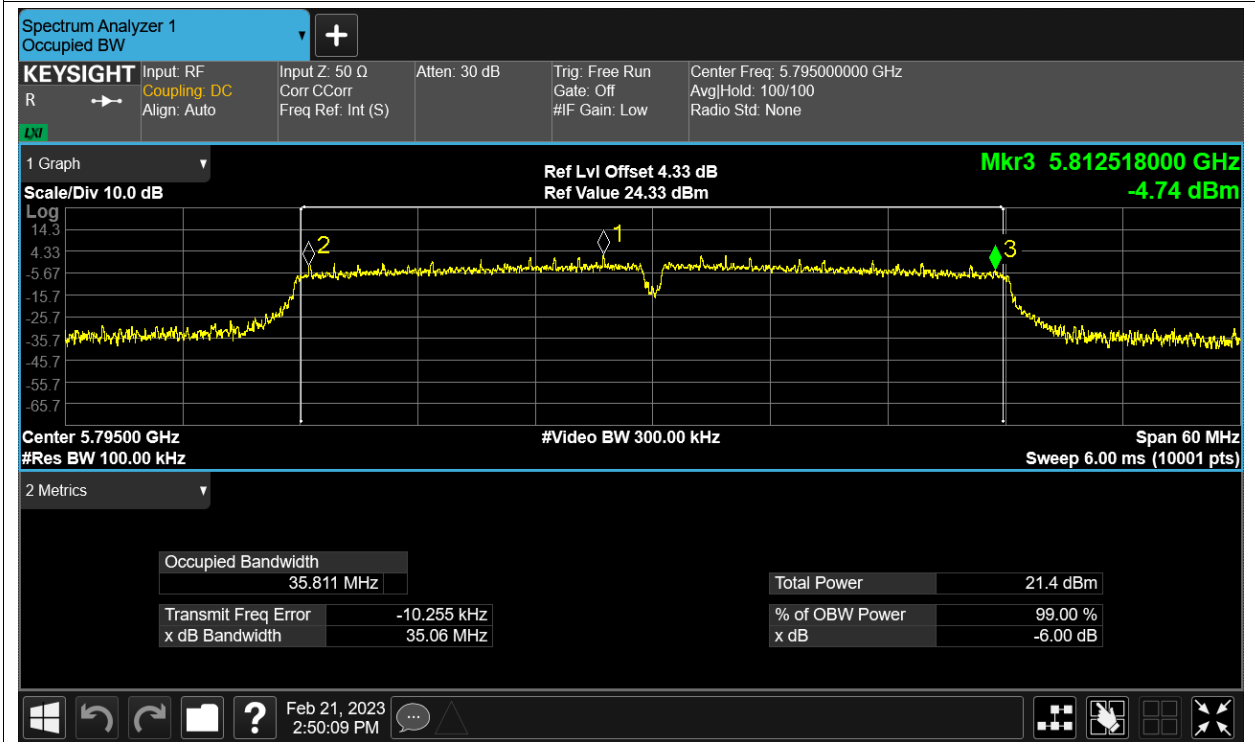 Spectrum Analyzer 1
Occupied BW
+
KEYSIGHT
R
LXI
Input: RF
Coupling: DC
Align: Auto
Input Z: 50 Ω
Corr CCorr
Freq Ref: Int (S)
Atten: 30 dB
Trig: Free Run
Gate: Off
#IF Gain: Low
Center Freq: 5.795000000 GHz
Avg|Hold: 100/100
Radio Std: None
1 Graph
Scale/Div 10.0 dB
Ref Lvl Offset 4.33 dB
Ref Value 24.33 dBm
Mkr3 5.812518000 GHz
-4.74 dBm
Log
14.3
4.33
-5.67
-15.7
-25.7
-35.7
-45.7
-55.7
-65.7
2
1
3
Center 5.79500 GHz
#Res BW 100.00 kHz
#Video BW 300.00 kHz
Span 60 MHz
Sweep 6.00 ms (10001 pts)
2 Metrics
Occupied Bandwidth
35.811 MHz
Transmit Freq Error -10.255 kHz
x dB Bandwidth 35.06 MHz
Total Power 21.4 dBm
% of OBW Power 99.00 %
x dB -6.00 dB
?
Feb 21, 2023
2:50:09 PM